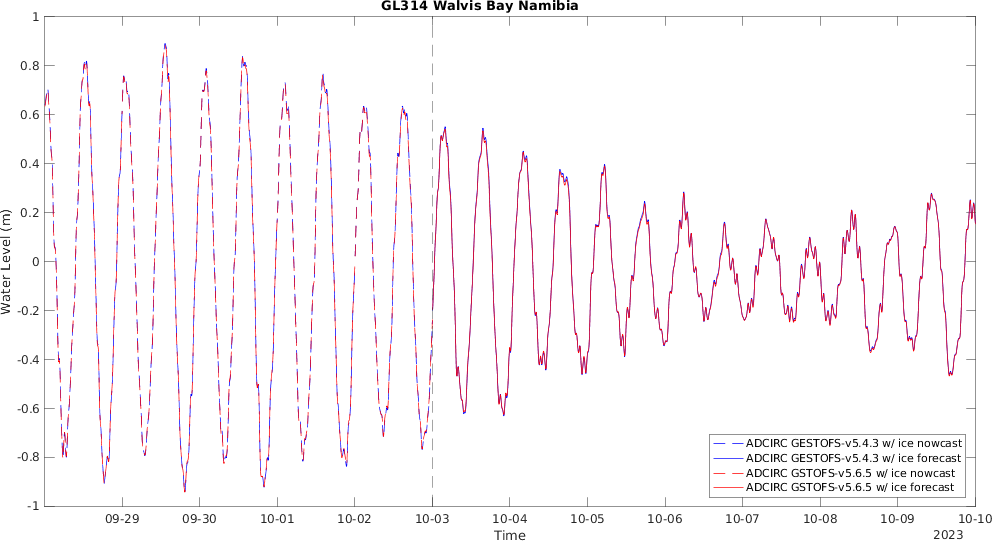 GL314 Walvis Bay Namibia
Water Level (m)
1
0.8
0.6
0.4
0.2
0
-0.2
-0.4
-0.6
-0.8
-1
ADCIRC GESTOFS-v5.4.3 w/ ice nowcast
ADCIRC GESTOFS-v5.4.3 w/ ice forecast
ADCIRC GSTOFS-v5.6.5 w/ ice nowcast
ADCIRC GSTOFS-v5.6.5 w/ ice forecast
09-29 09-30 10-01 10-02 10-03 10-04 10-05 10-06 10-07 10-08 10-09 10-10
Time
2023